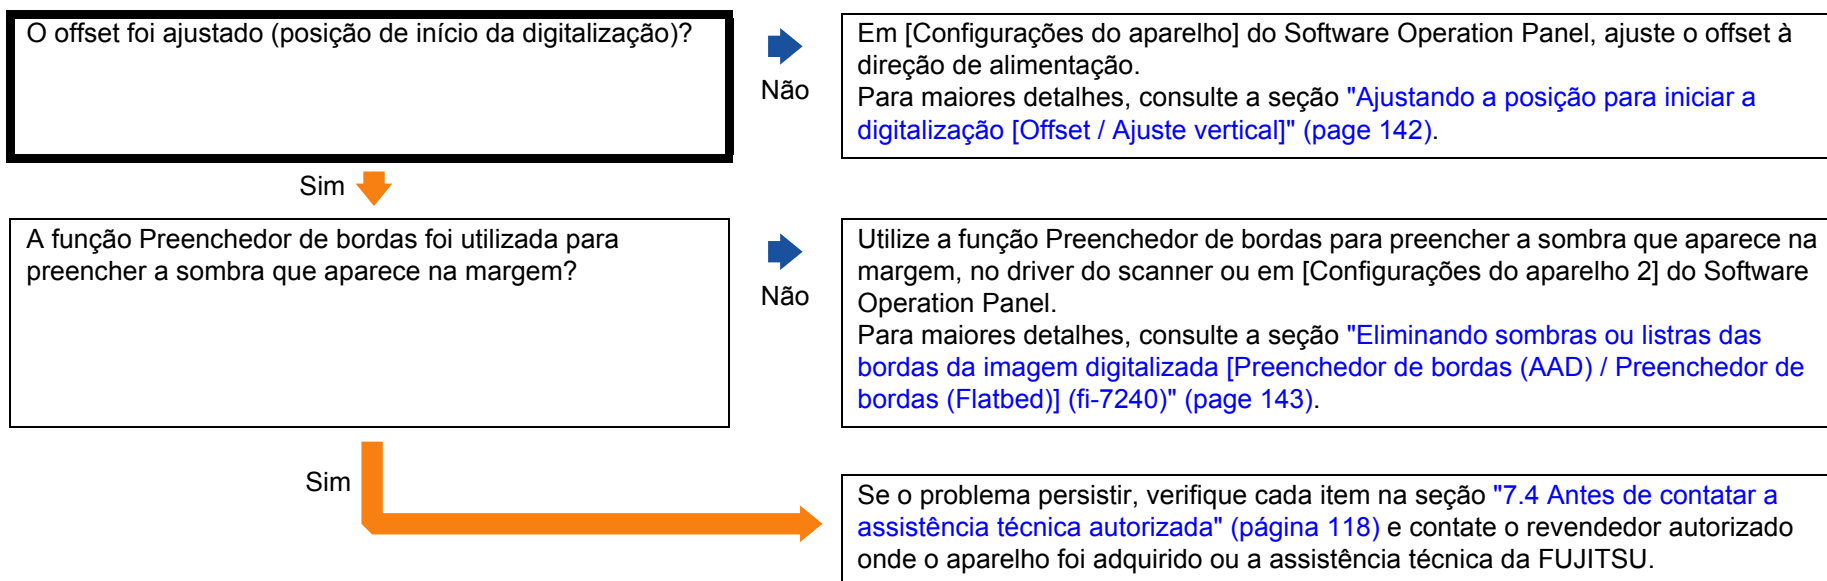 O offset foi ajustado (posição de início da digitalização)?
Não
Em [Configurações do aparelho] do Software Operation Panel, ajuste o offset à
direção de alimentação.
Para maiores detalhes, consulte a seção "Ajustando a posição para iniciar a
digitalização [Offset / Ajuste vertical]" (page 142).
Sim
A função Preenchedor de bordas foi utilizada para
preencher a sombra que aparece na margem?
Não
Utilize a função Preenchedor de bordas para preencher a sombra que aparece na
margem, no driver do scanner ou em [Configurações do aparelho 2] do Software
Operation Panel.
Para maiores detalhes, consulte a seção "Eliminando sombras ou listras das
bordas da imagem digitalizada [Preenchedor de bordas (AAD) / Preenchedor de
bordas (Flatbed)] (fi-7240)" (page 143).
Sim
Se o problema persistir, verifique cada item na seção "7.4 Antes de contatar a
assistência técnica autorizada" (página 118) e contate o revendedor autorizado
onde o aparelho foi adquirido ou a assistência técnica da FUJITSU.